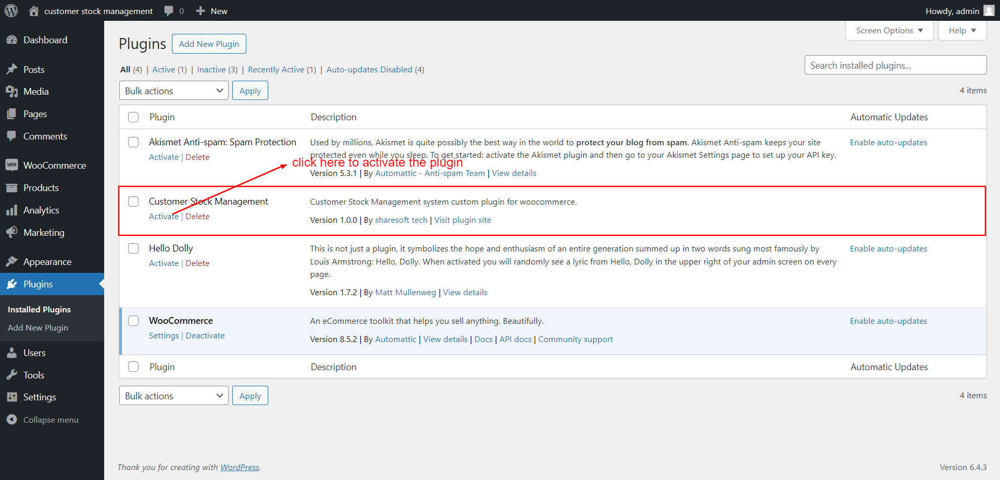 customer stock management 0 New Howdy, admin
Screen Options Help
Dashboard
Posts
Media
Pages
Comments
WooCommerce
Products
Analytics
Marketing
Appearance
Plugins
Installed Plugins
Add New Plugin
Users
Tools
Settings
Collapse menu
Plugins Add New Plugin
All (4) | Active (1) | Inactive (3) | Recently Active (1) | Auto-updates Disabled (4)
Search installed plugins...
Bulk actions Apply 4 items
Plugin Description Automatic Updates
Akismet Anti-spam: Spam Protection
Activate | Delete
Used by millions, Akismet is quite possibly the best way in the world to protect your blog from spam. Akismet Anti-spam keeps your site
protected even while you sleep. To get started: activate the Akismet plugin and then go to your Akismet Settings page to set up your API key.
click here to activate the plugin
Version 5.3.1 | By Automattic - Anti-spam Team | View details
Enable auto-updates
Customer Stock Management
Activate | Delete
Customer Stock Management system custom plugin for woocommerce.
Version 1.0.0 | By sharesoft tech | Visit plugin site
Hello Dolly
Activate | Delete
This is not just a plugin, it symbolizes the hope and enthusiasm of an entire generation summed up in two words sung most famously by
Louis Armstrong: Hello, Dolly. When activated you will randomly see a lyric from Hello, Dolly in the upper right of your admin screen on every
page.
Version 1.7.2 | By Matt Mullenweg | View details
Enable auto-updates
WooCommerce
Settings | Deactivate
An eCommerce toolkit that helps you sell anything. Beautifully.
Version 8.5.2 | By Automattic | View details | Docs | API docs | Community support
Enable auto-updates
Plugin Description Automatic Updates
Bulk actions Apply 4 items
Thank you for creating with WordPress. Version 6.4.3